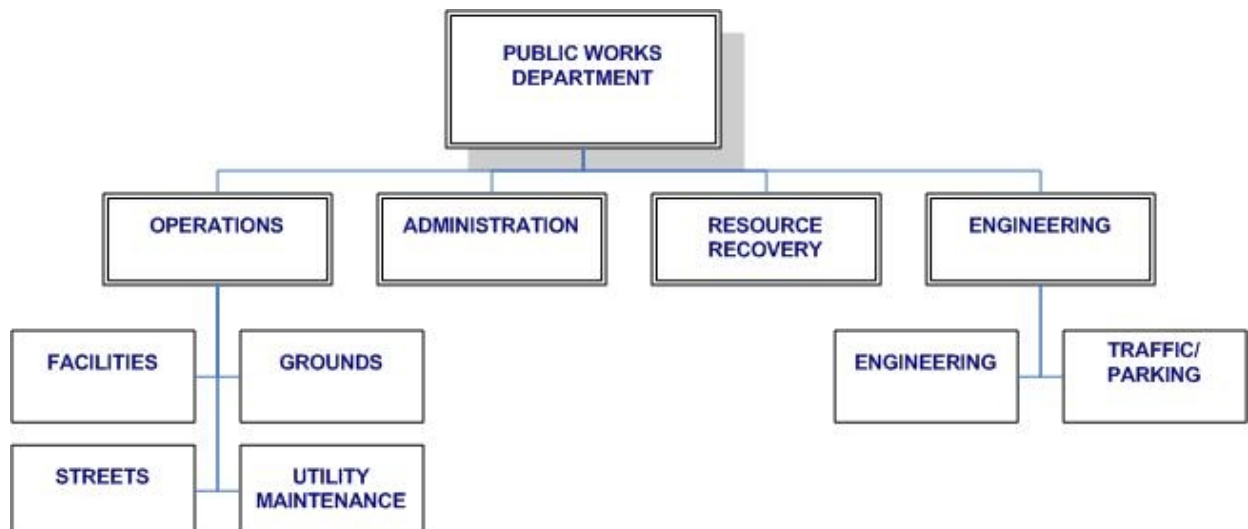 PUBLIC WORKS
DEPARTMENT
OPERATIONS
ADMINISTRATION
RESOURCE
RECOVERY
ENGINEERING
FACILITIES
GROUNDS
ENGINEERING
TRAFFIC/
PARKING
STREETS
UTILITY
MAINTENANCE